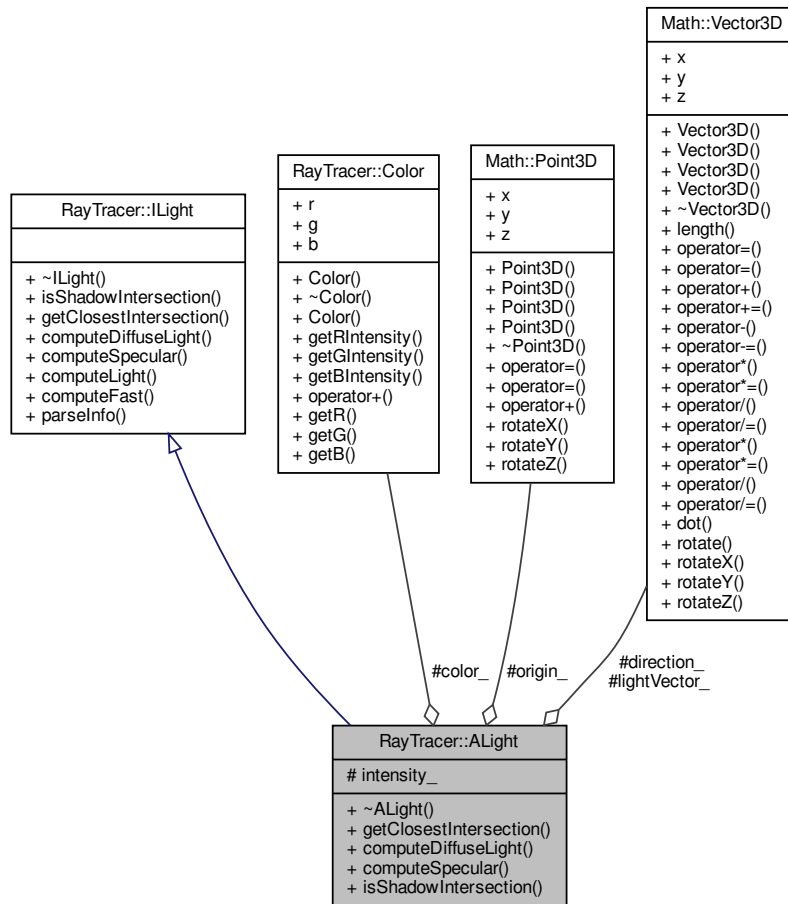 RayTracer::ILight
+ ~ILight()
+ isShadowIntersection()
+ getClosestIntersection()
+ computeDiffuseLight()
+ computeSpecular()
+ computeLight()
+ computeFast()
+ parseInfo()
RayTracer::Color
+ r
+ g
+ b
+ Color()
+ ~Color()
+ Color()
+ getRIntensity()
+ getGIntensity()
+ getBIntensity()
+ operator+()
+ getR()
+ getG()
+ getB()
Math::Point3D
+ x
+ y
+ z
+ Point3D()
+ Point3D()
+ Point3D()
+ Point3D()
+ ~Point3D()
+ operator=()
+ operator=()
+ operator+()
+ rotateX()
+ rotateY()
+ rotateZ()
Math::Vector3D
+ x
+ y
+ z
+ Vector3D()
+ Vector3D()
+ Vector3D()
+ Vector3D()
+ ~Vector3D()
+ length()
+ operator=()
+ operator=()
+ operator+()
+ operator+=()
+ operator-()
+ operator-=()
+ operator*()
+ operator*=()
+ operator/()
+ operator/=()
+ operator*()
+ operator*=()
+ operator/()
+ operator/=()
+ dot()
+ rotate()
+ rotateX()
+ rotateY()
+ rotateZ()
#color_
#origin_
#direction_
#lightVector_
RayTracer::ALight
# intensity_
+ ~ALight()
+ getClosestIntersection()
+ computeDiffuseLight()
+ computeSpecular()
+ isShadowIntersection()